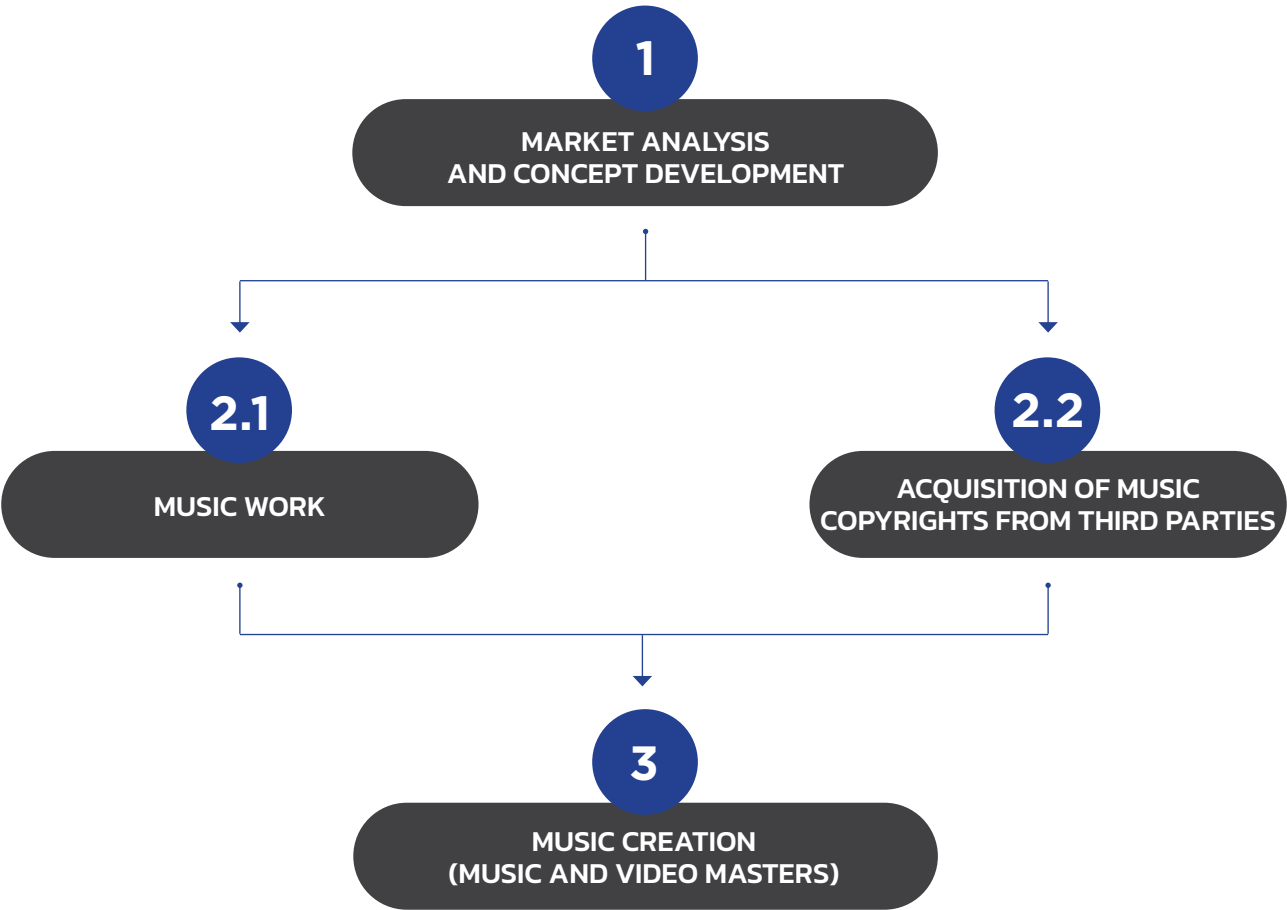 1
MARKET ANALYSIS
AND CONCEPT DEVELOPMENT
2.1
MUSIC WORK
2.2
ACQUISITION OF MUSIC
COPYRIGHTS FROM THIRD PARTIES
3
MUSIC CREATION
(MUSIC AND VIDEO MASTERS)